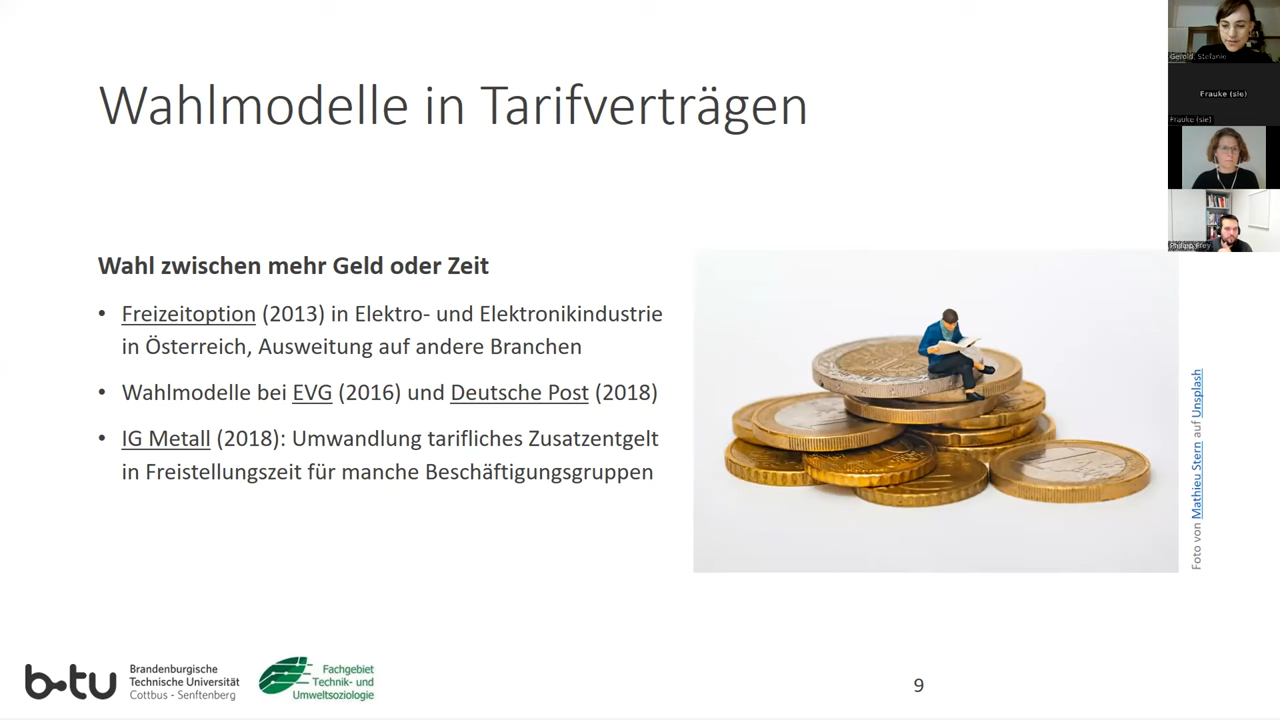 Wahlmodelle in Tarifverträgen
Wahl zwischen mehr Geld oder Zeit
• Freizeitoption (2013) in Elektro- und Elektronikindustrie
in Österreich, Ausweitung auf andere Branchen
• Wahlmodelle bei EVG (2016) und Deutsche Post (2018)
• IG Metall (2018): Umwandlung tarifliches Zusatzentgelt
in Freistellungszeit für manche Beschäftigungsgruppen
Foto von Mathieu Stern auf Unsplash
b-tu
Brandenburgische
Technische Universität
Cottbus - Senftenberg
Fachgebiet
Technik- und
Umweltsoziologie
9
Gerold, Stefanie
Frauke (sie)
Frauke (sie)
Philipp Frey